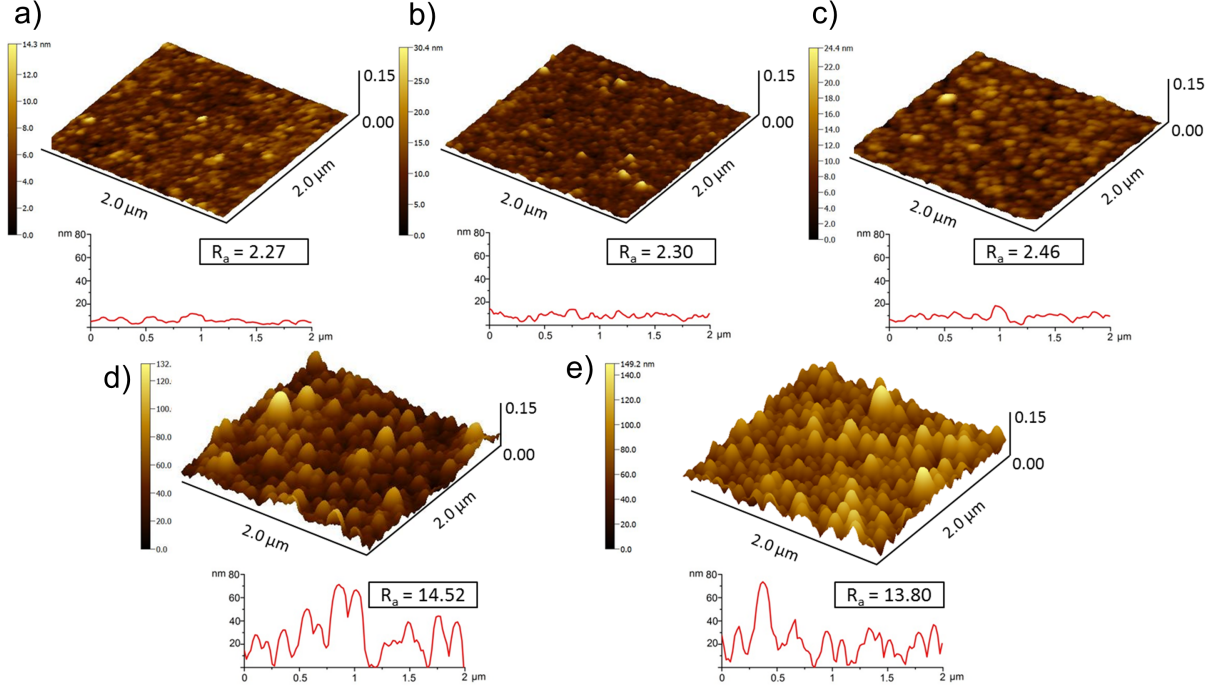 a)
14.3 nm
12.0
10.0
8.0
6.0
4.0
2.0
0.0
0.15
0.00
2.0 µm
2.0 µm
nm 80
60
40
20
0
0.5
1
1.5
2 µm
Ra = 2.27
b)
30.4 nm
25.0
20.0
15.0
10.0
5.0
0.0
0.15
0.00
2.0 µm
2.0 µm
nm 80
60
40
20
0
0.5
1
1.5
2 µm
Ra = 2.30
c)
24.4 nm
22.0
20.0
18.0
16.0
14.0
12.0
10.0
8.0
6.0
4.0
2.0
0.0
0.15
0.00
2.0 µm
2.0 µm
nm 80
60
40
20
0
0.5
1
1.5
2 µm
Ra = 2.46
d)
132.
100.
80.0
60.0
40.0
20.0
0.0
0.15
0.00
2.0 µm
2.0 µm
nm 80
60
40
20
0
0.5
1
1.5
2 µm
Ra = 14.52
e)
149.2 nm
140.0
120.0
100.0
80.0
60.0
40.0
20.0
0.0
0.15
0.00
2.0 µm
2.0 µm
nm 80
60
40
20
0
0.5
1
1.5
2 µm
Ra = 13.80